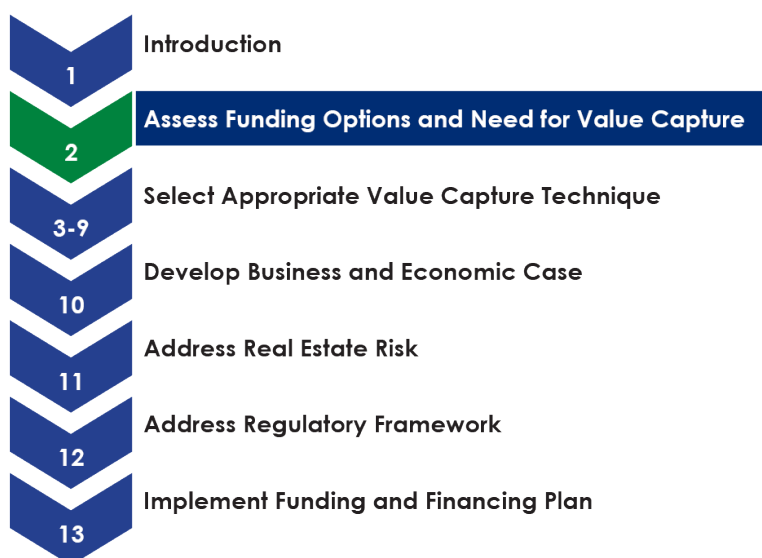 Introduction
1
Assess Funding Options and Need for Value Capture
2
Select Appropriate Value Capture Technique
3-9
Develop Business and Economic Case
10
Address Real Estate Risk
11
Address Regulatory Framework
12
Implement Funding and Financing Plan
13